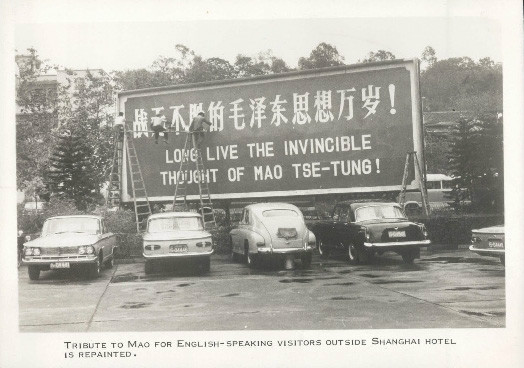 战无不胜的毛泽东思想万岁!
LONG LIVE THE INVINCIBLE
THOUGHT OF MAO TSE-TUNG!
TRIBUTE TO MAO FOR ENGLISH-SPEAKING VISITORS OUTSIDE SHANGHAI HOTEL
IS REPAINTED.